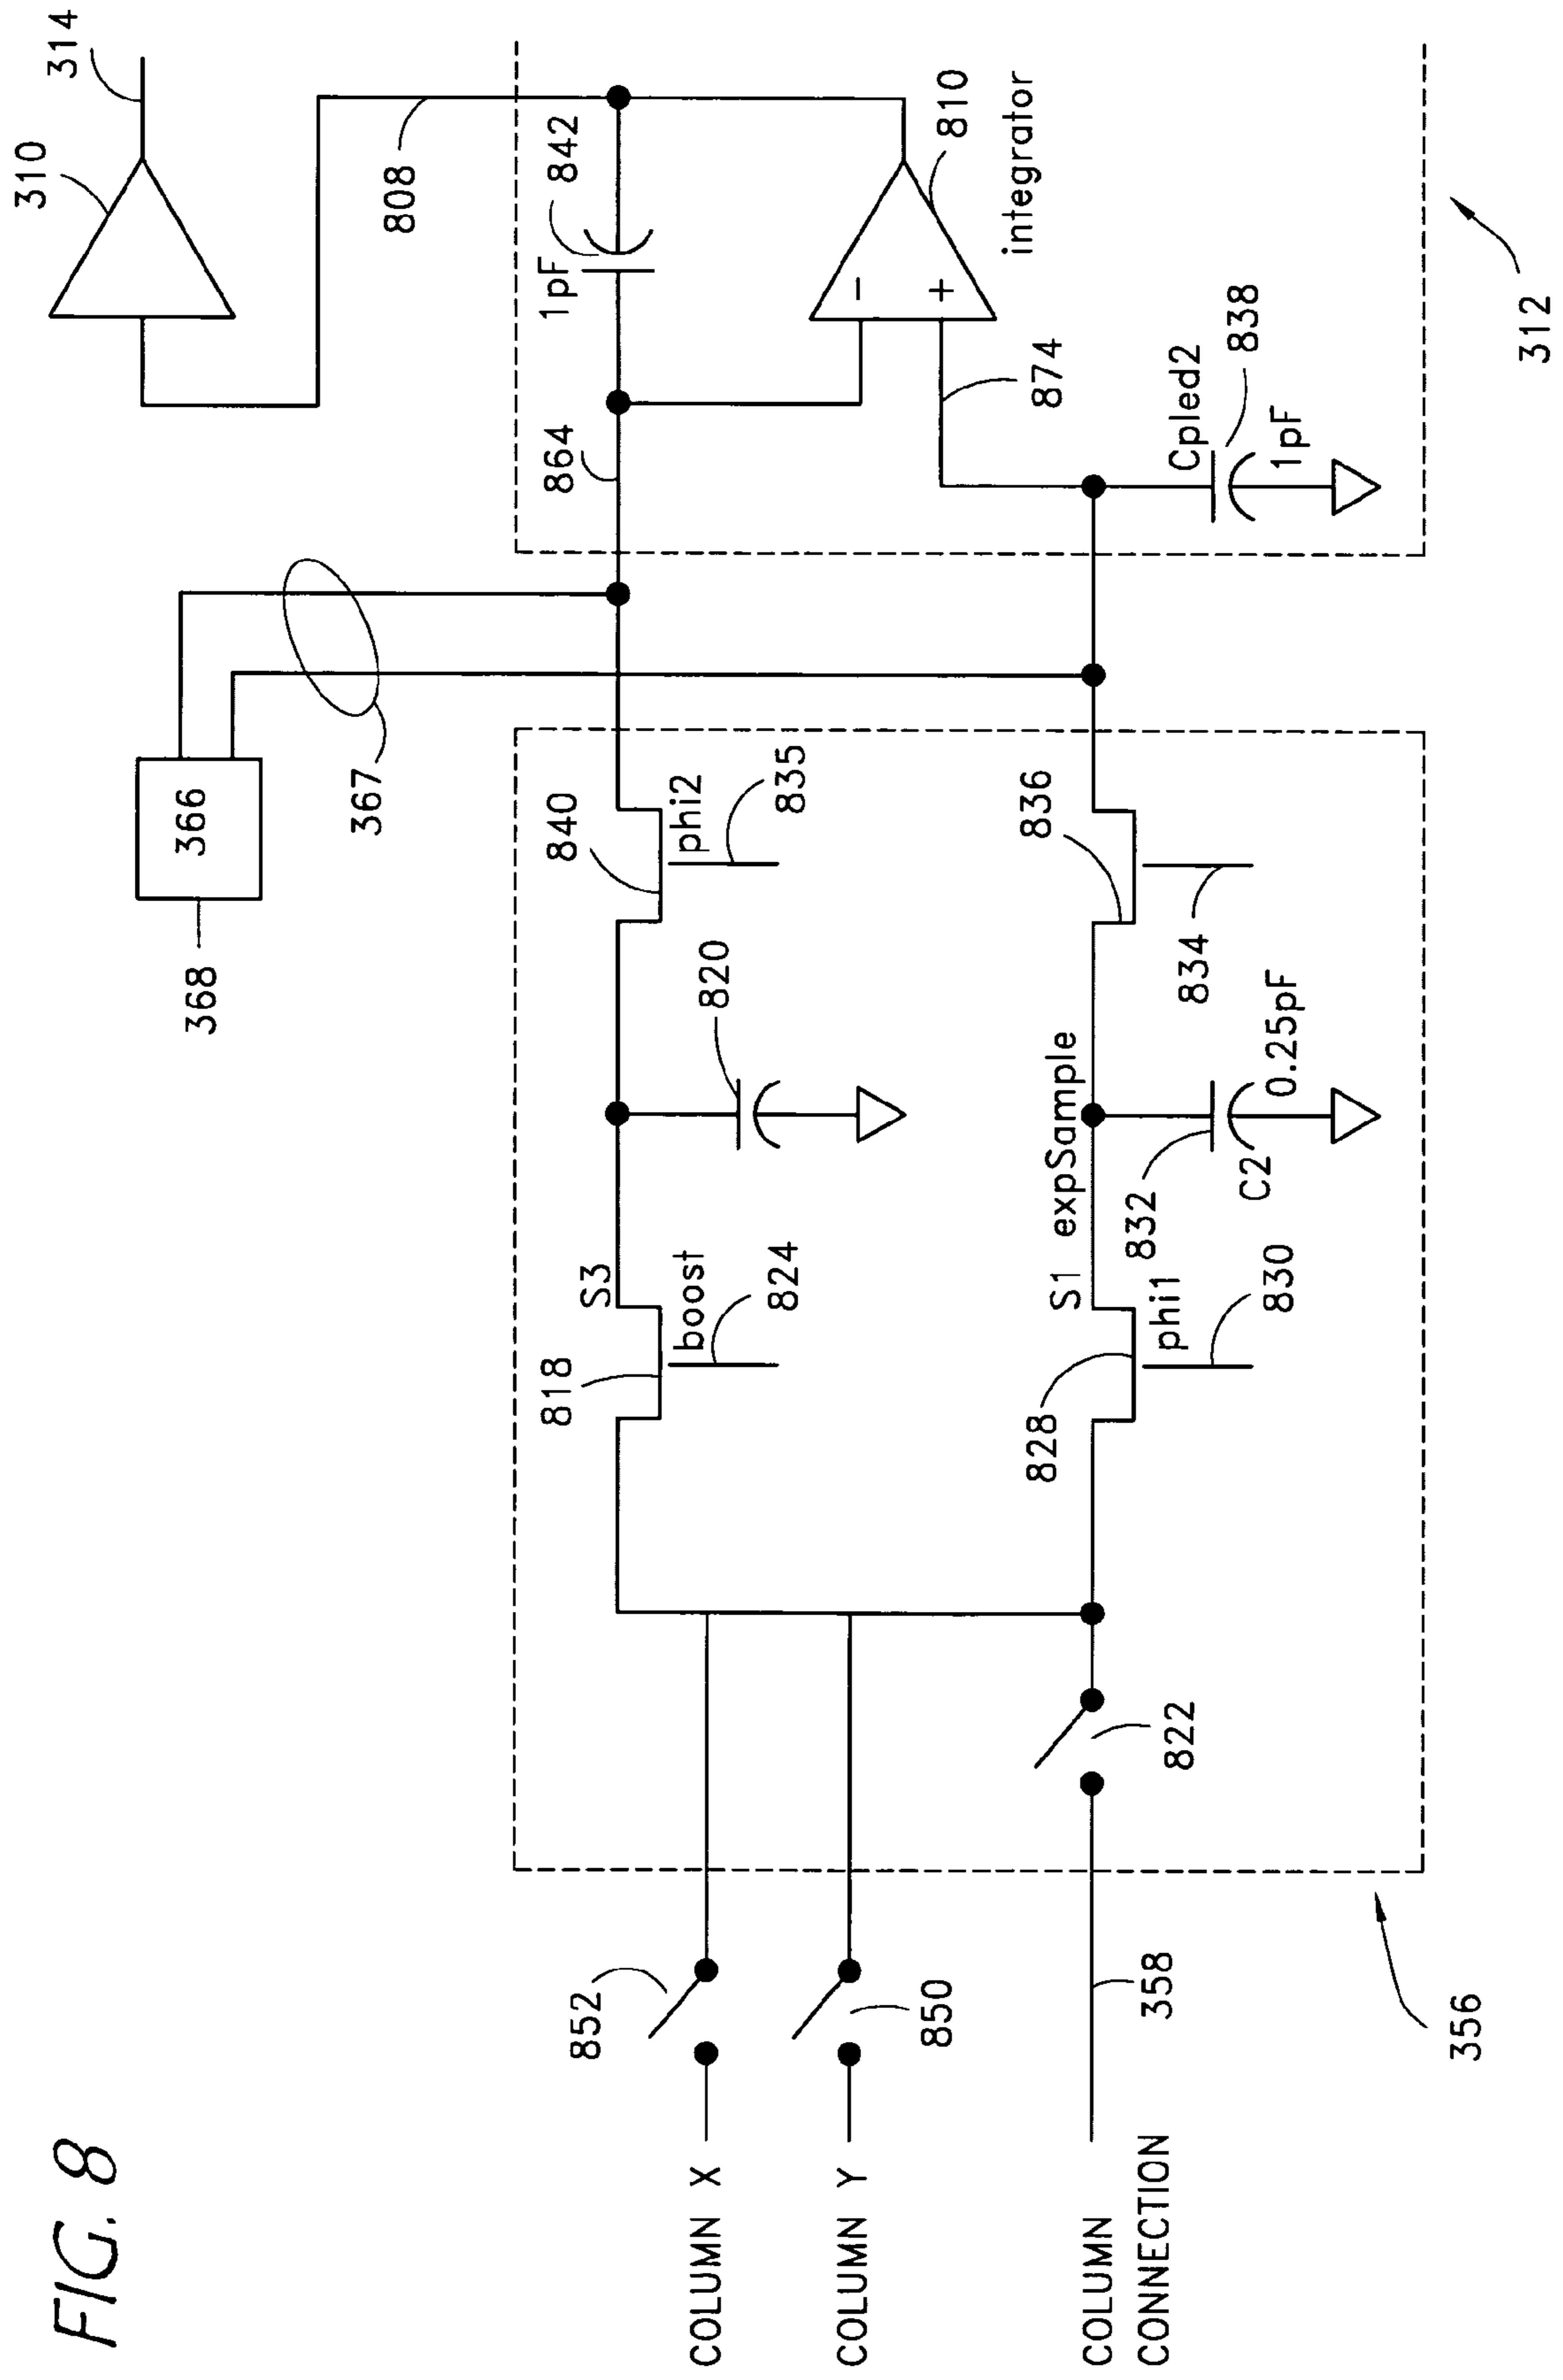 FIG. 8
310
314
368
366
367
808
1pF
842
864
810
integrator
874
Cpled2
838
1pF
312
840
phi2
835
820
S3
818
boost
824
836
834
expSample
832
C2
0.25pF
S1
828
phi1
830
822
852
850
358
356
COLUMN X
COLUMN Y
COLUMN
CONNECTION